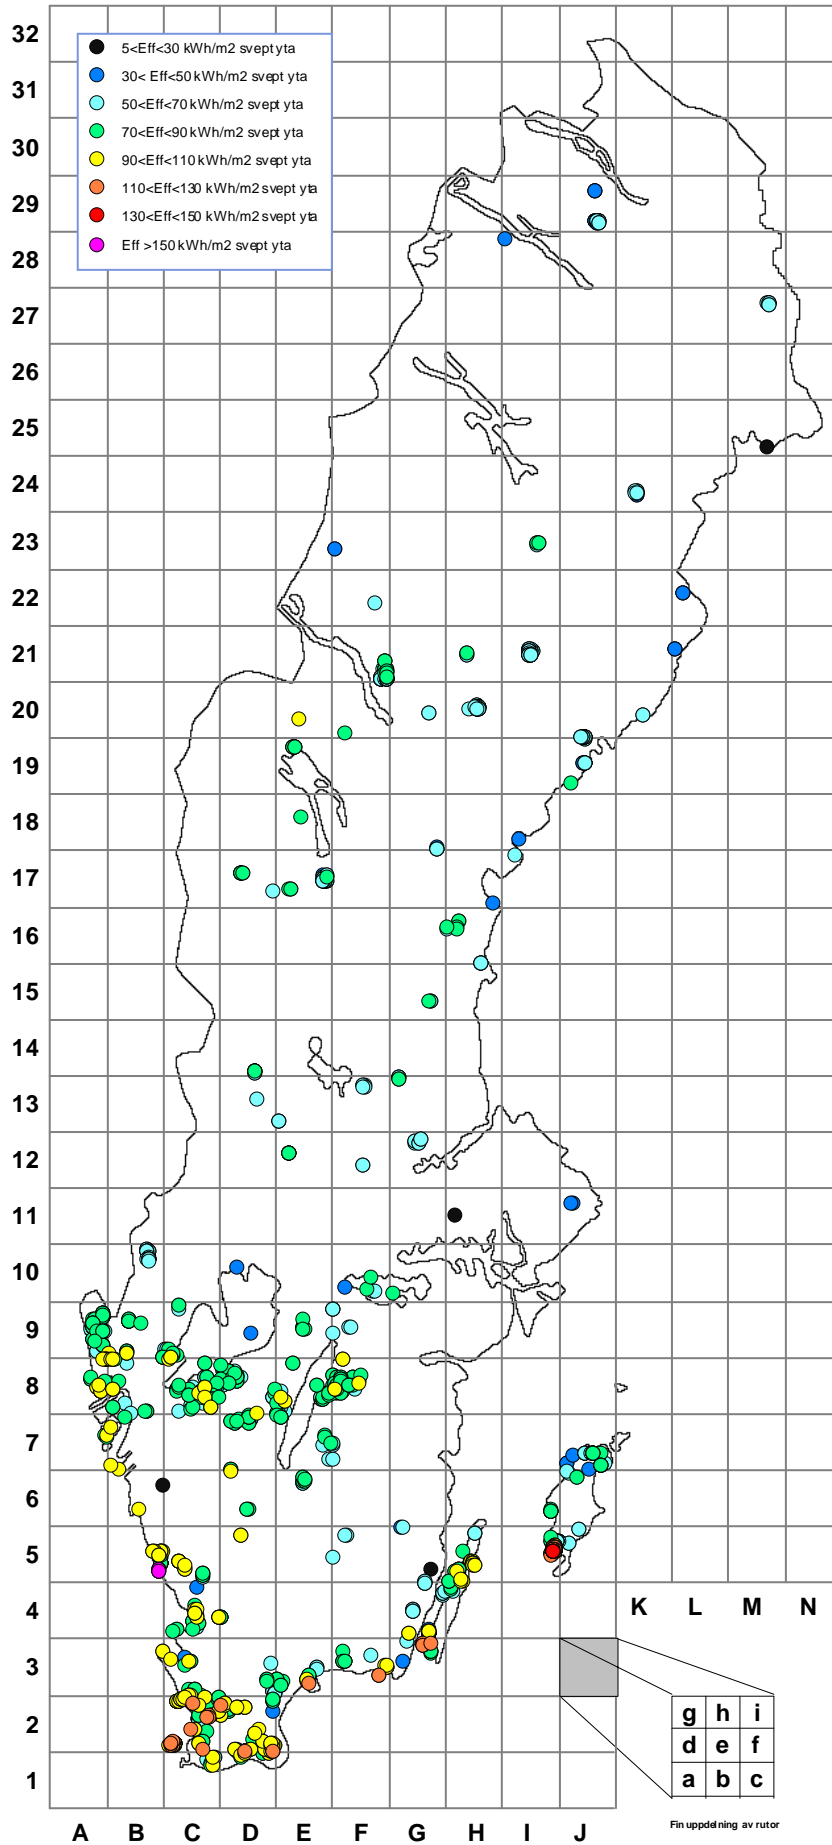 32
31
30
29
28
27
26
25
24
23
22
21
20
19
18
17
16
15
14
13
12
11
10
9
8
7
6
5
4
3
2
1
5<Eff<30 kWh/m2 svept yta
30< Eff<50 kWh/m2 svept yta
50<Eff<70 kWh/m2 svept yta
70<Eff<90 kWh/m2 svept yta
90<Eff<110 kWh/m2 svept yta
110<Eff<130 kWh/m2 svept yta
130<Eff<150 kWh/m2 svept yta
Eff >150 kWh/m2 svept yta
K L M N
g h i
d e f
a b c
Fin uppdelning av rutor
A B C D E F G H I J